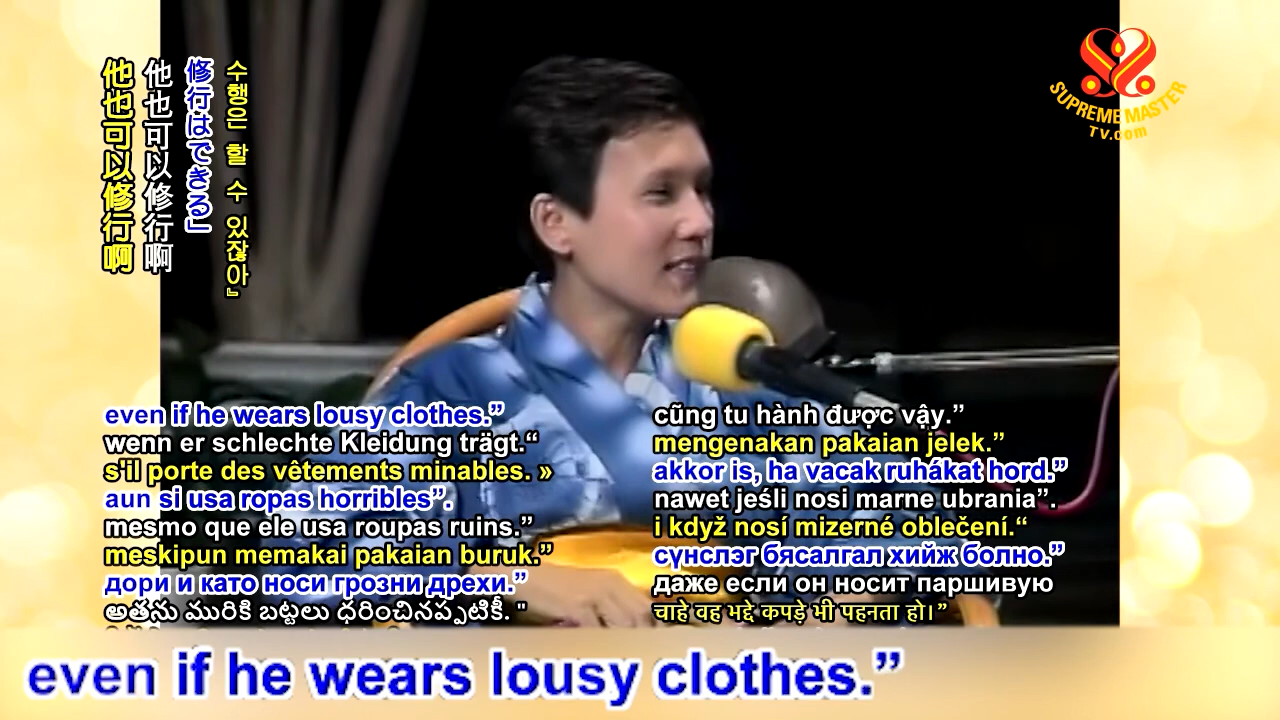 수행은 할 수 있잖아』
修行はできる」
他也可以修行啊
他也可以修行啊
SUPREME MASTER
TV.com
even if he wears lousy clothes.”
wenn er schlechte Kleidung trägt.“
s'il porte des vêtements minables. »
aun si usa ropas horribles”.
mesmo que ele usa roupas ruins.”
meskipun memakai pakaian buruk.”
дори и като носи грозни дрехи.”
అతను మురికి బట్టలు ధరించినప్పటికీ. "
cũng tu hành được vậy.”
mengenakan pakaian jelek.”
akkor is, ha vacak ruhákat hord.”
nawet jeśli nosi marne ubrania”.
i když nosí mizerné oblečení.“
сүнслэг бясалгал хийж болно.”
даже если он носит паршивую
चाहे वह भद्दे कपड़े भी पहनता हो।”
even if he wears lousy clothes.”